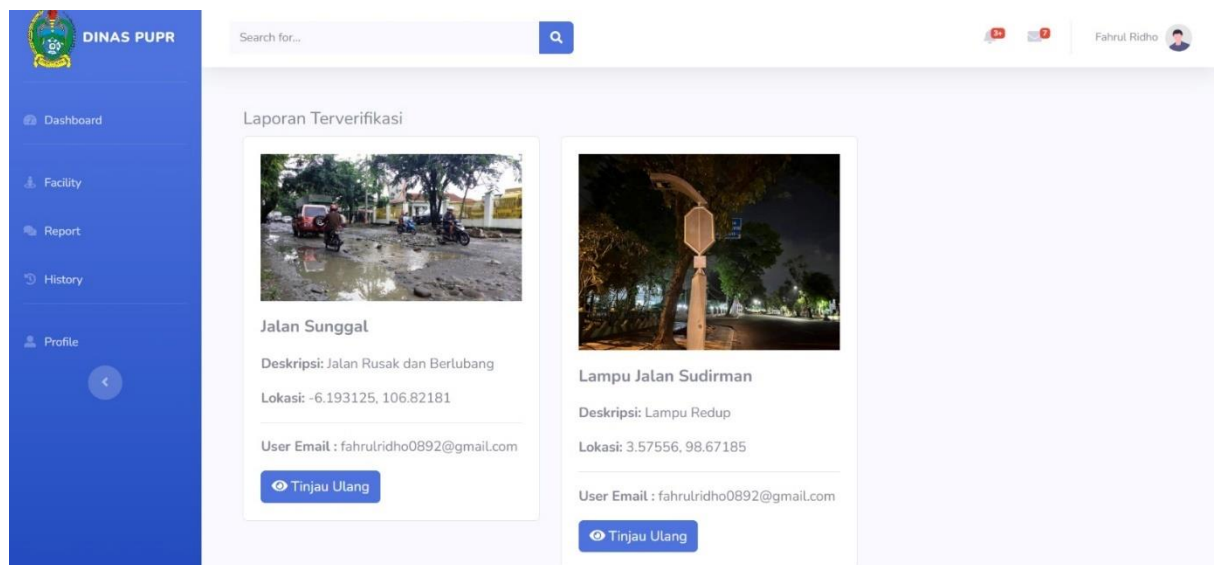 DINAS PUPR
Search for...
3+
7
Fahrul Ridho
Dashboard
Facility
Report
History
Profile
Laporan Terverifikasi
Jalan Sunggal
Deskripsi: Jalan Rusak dan Berlubang
Lokasi: -6.193125, 106.82181
User Email : fahrulridho0892@gmail.com
Tinjau Ulang
Lampu Jalan Sudirman
Deskripsi: Lampu Redup
Lokasi: 3.57556, 98.67185
User Email : fahrulridho0892@gmail.com
Tinjau Ulang